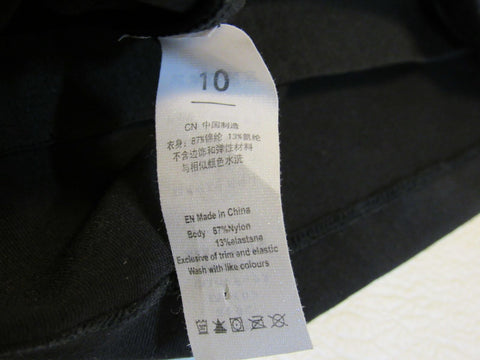 10
CN 中国制造
衣身: 87%锦纶 13%氨纶
不含边饰和弹性材料
与相似颜色水洗
EN Made in China
Body 87%Nylon
13%elastane
Exclusive of trim and elastic
Wash with like colours